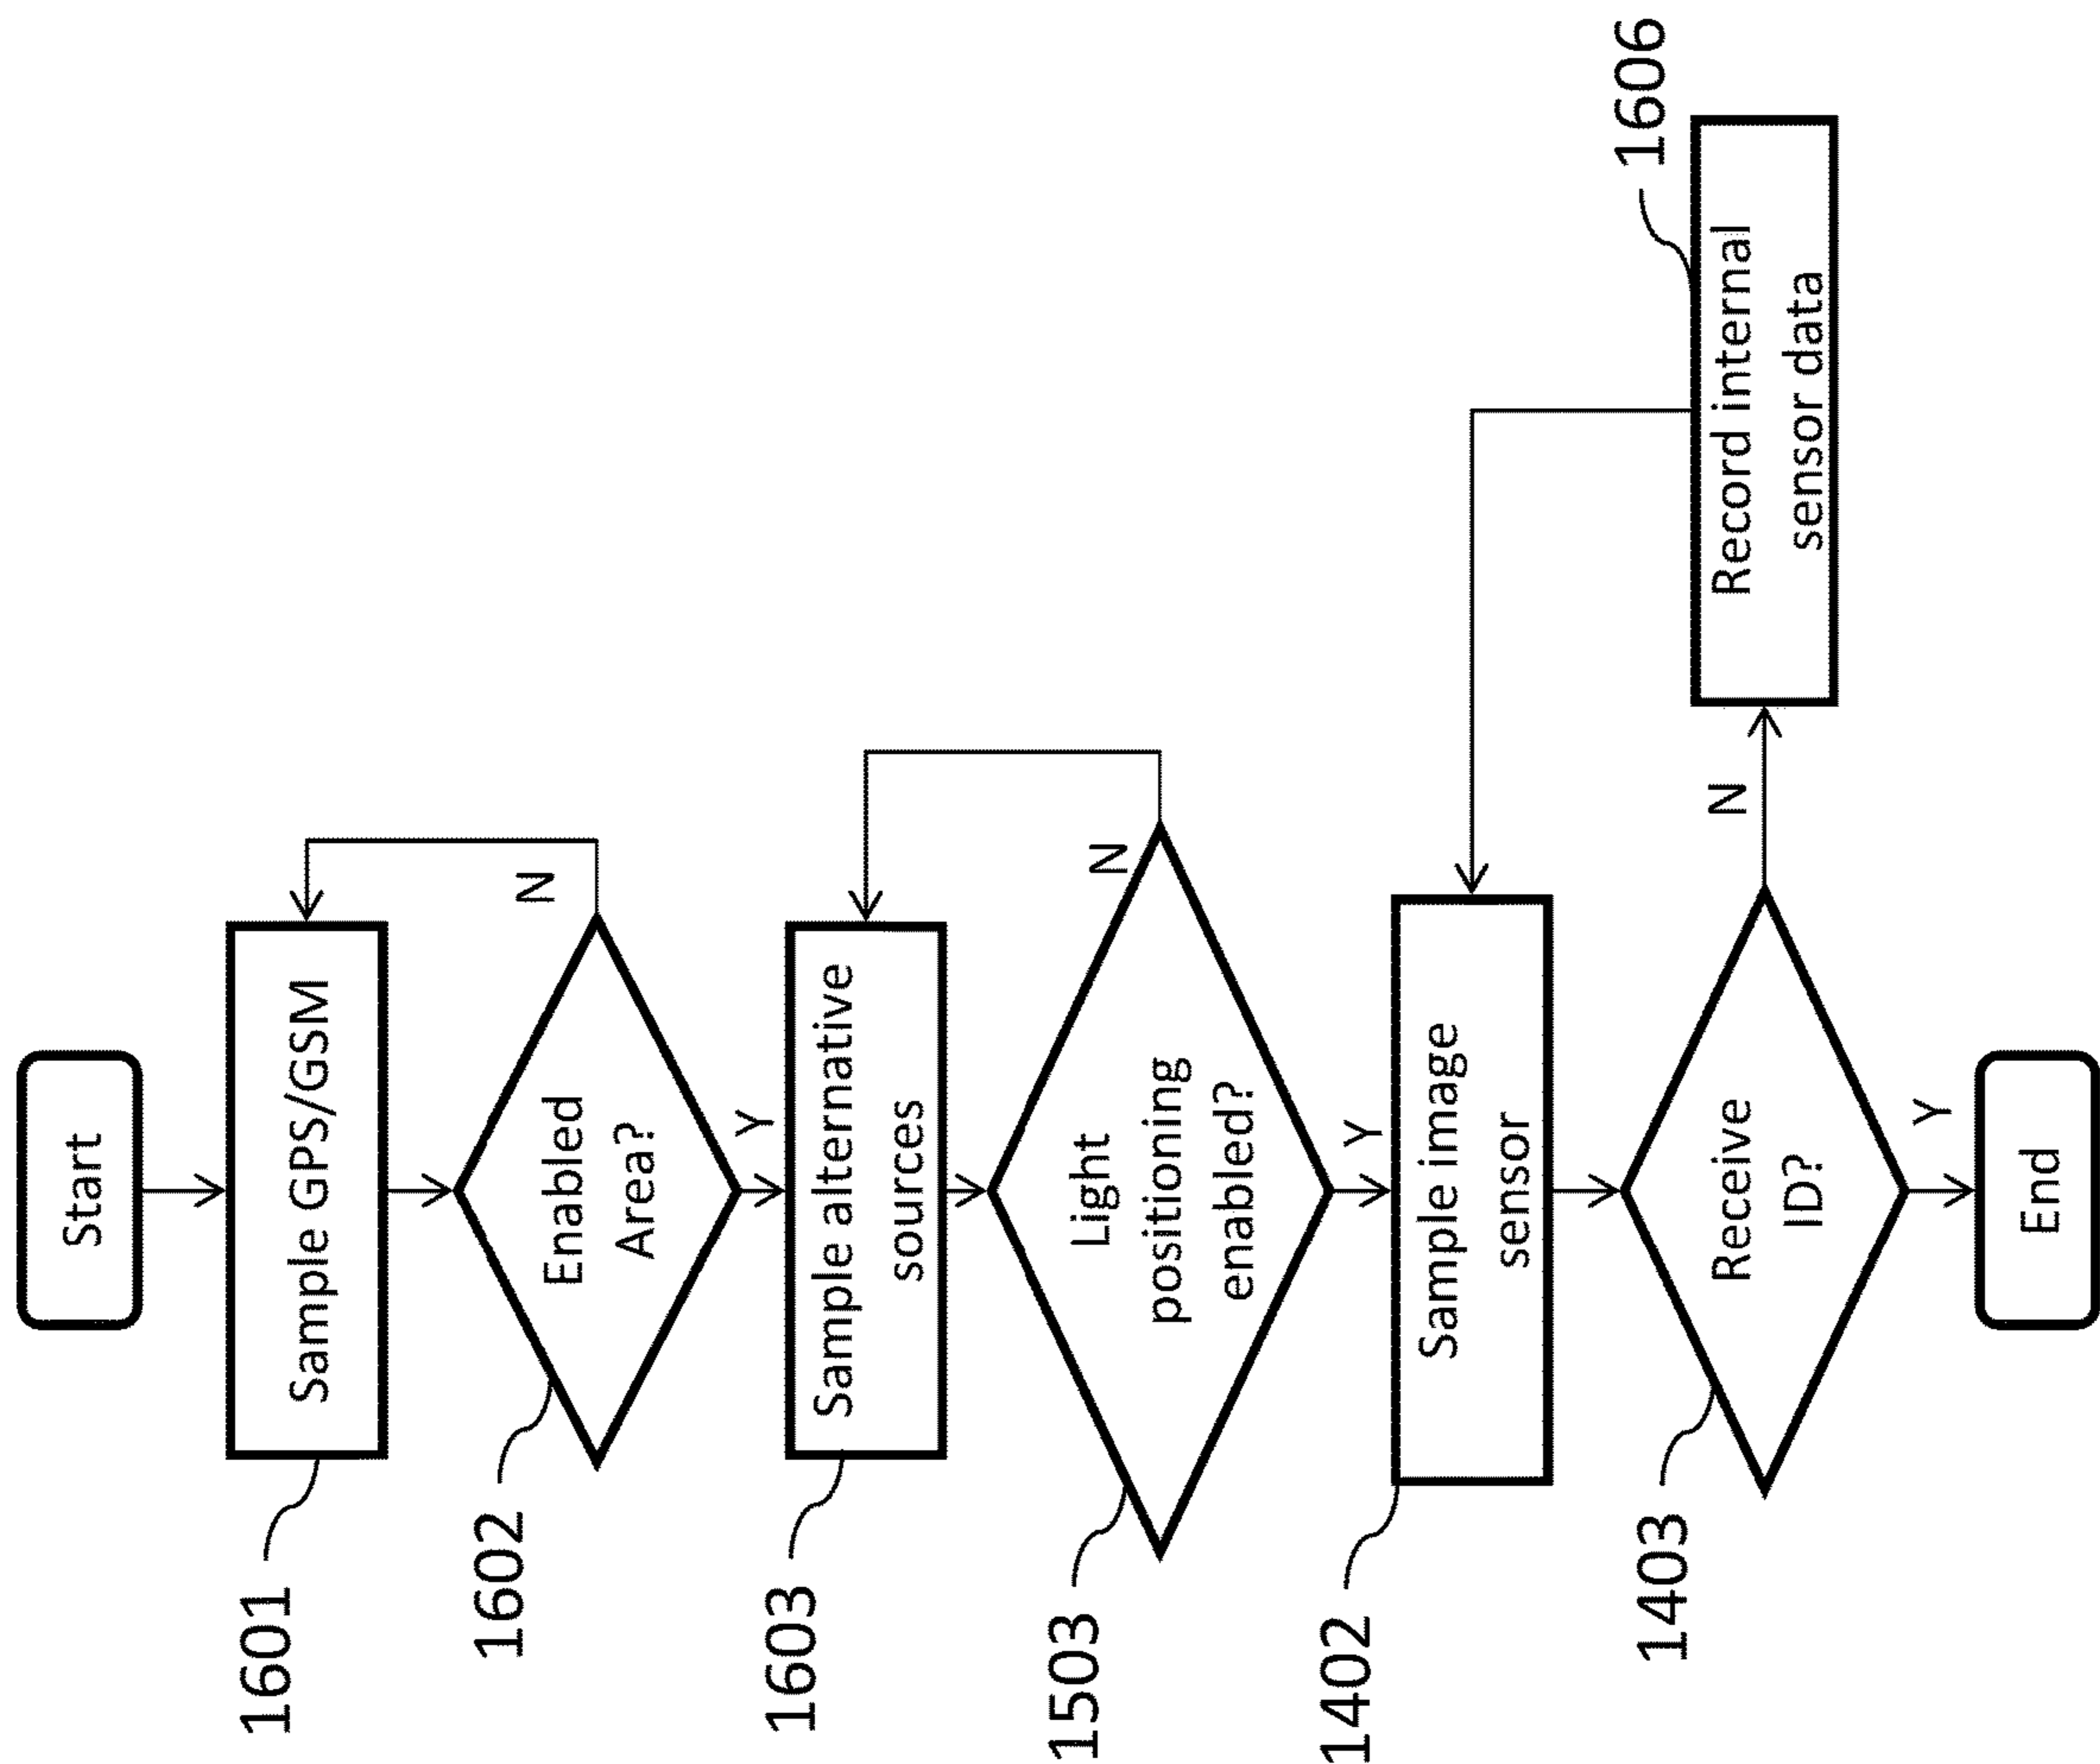 Start
1601
Sample GPS/GSM
1602
Enabled
Area?
N
Y
1603
Sample alternative
sources
1503
Light
positioning
enabled?
N
Y
1402
Sample image
sensor
1403
Receive
ID?
N
1606
Record internal
sensor data
Y
End